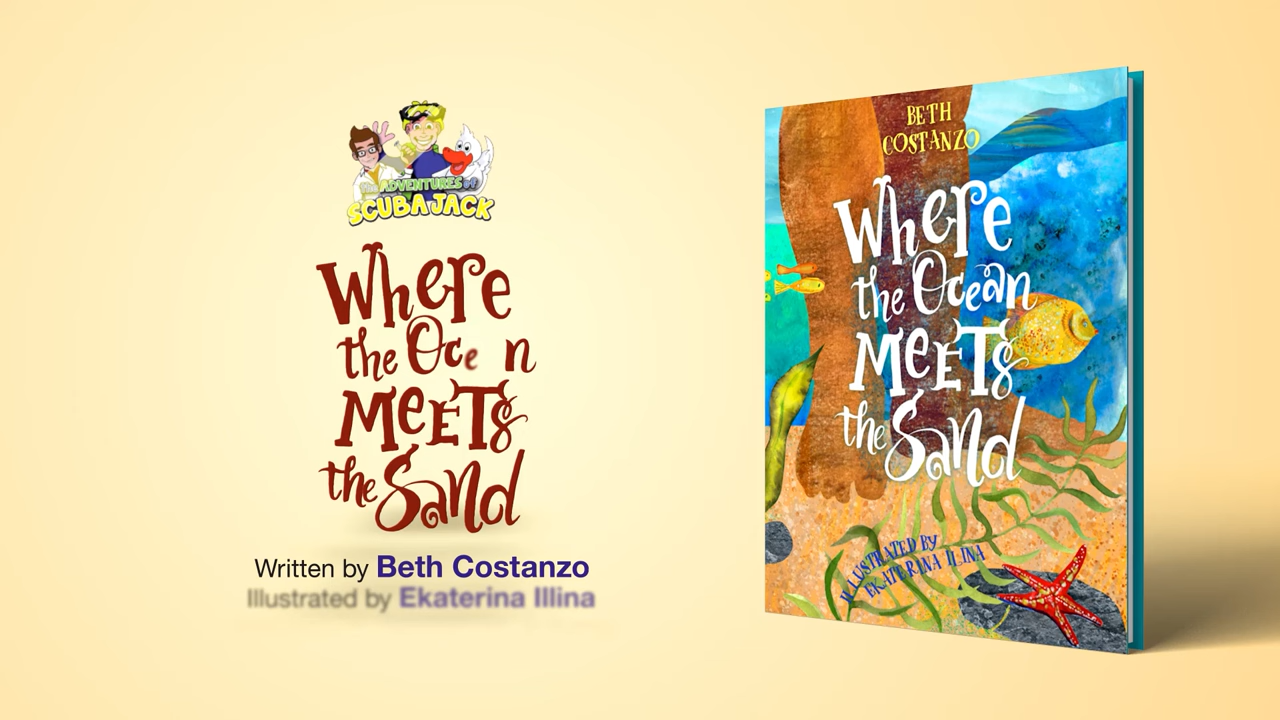 The ADVENTURES of
SCUBA JACK
Where
the Oce n
MEETS
the Sand
Written by Beth Costanzo
Illustrated by Ekaterina Illina
BETH
COSTANZO
Where
the Ocean
MEETS
the Sand
ILLUSTRATED BY
EKATERINA ILINA